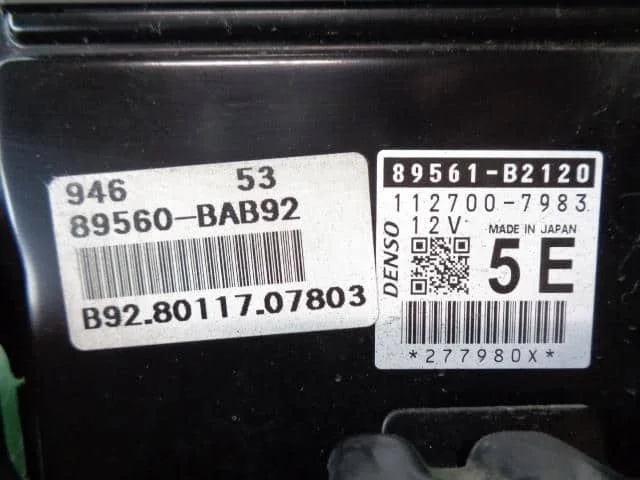 946 53
89560-BAB92
B92.80117.07803
89561-B2120
112700-7983
DENSO
12V MADE IN JAPAN
5E
*277980X*